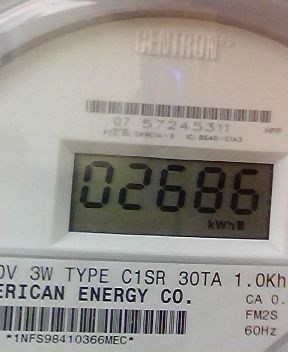 CENTRON
07 57245311
HPP
02686
kWh
0V 3W TYPE C1SR 30TA 1.0Kh
ERICAN ENERGY CO.
CA 0.
FM2S
60Hz
*1NFS98410366MEC*